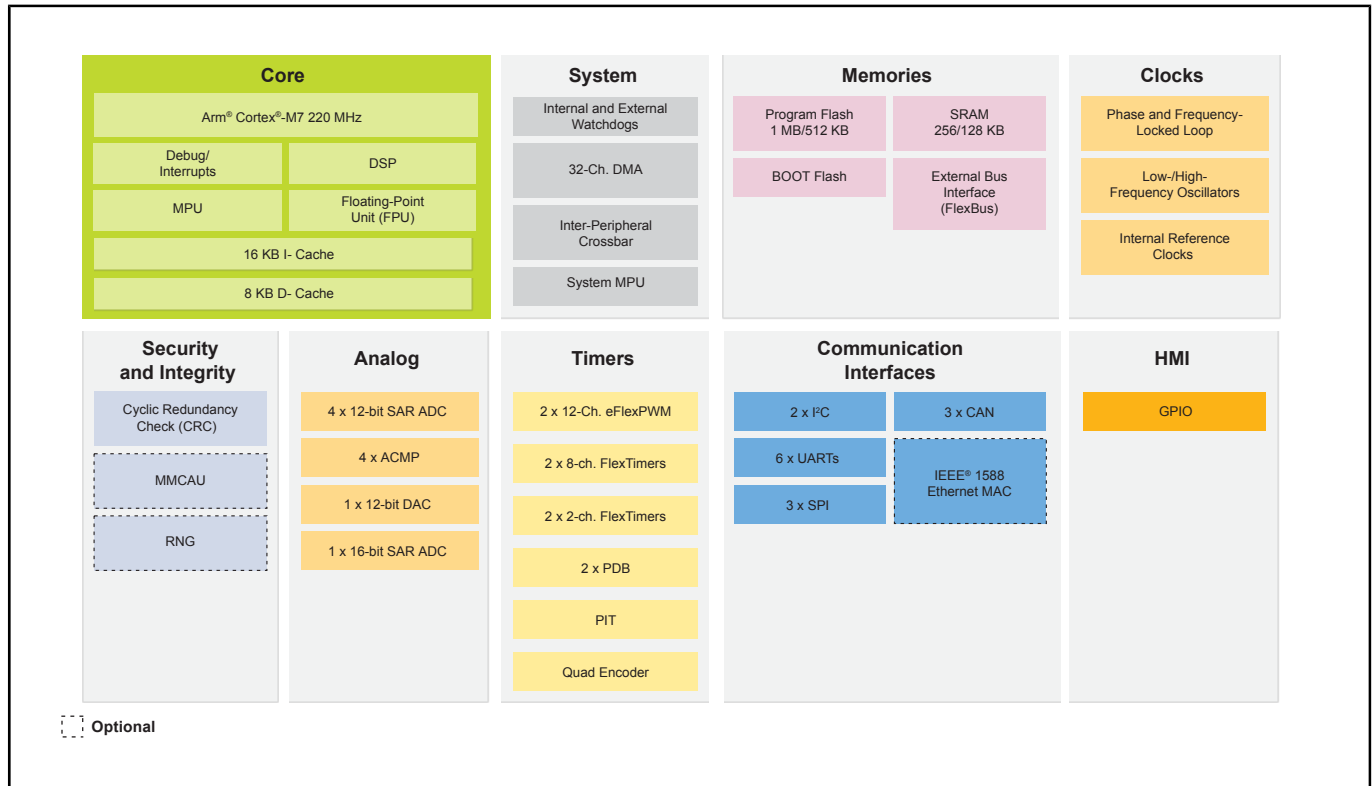 Core
Arm® Cortex®-M7 220 MHz
Debug/
Interrupts
DSP
MPU
Floating-Point
Unit (FPU)
16 KB I- Cache
8 KB D- Cache
System
Internal and External
Watchdogs
32-Ch. DMA
Inter-Peripheral
Crossbar
System MPU
Memories
Program Flash
1 MB/512 KB
SRAM
256/128 KB
BOOT Flash
External Bus
Interface
(FlexBus)
Clocks
Phase and Frequency-
Locked Loop
Low-/High-
Frequency Oscillators
Internal Reference
Clocks
Security
and Integrity
Cyclic Redundancy
Check (CRC)
MMCAU
RNG
Analog
4 x 12-bit SAR ADC
4 x ACMP
1 x 12-bit DAC
1 x 16-bit SAR ADC
Timers
2 x 12-Ch. eFlexPWM
2 x 8-ch. FlexTimers
2 x 2-ch. FlexTimers
2 x PDB
PIT
Quad Encoder
Communication
Interfaces
2 x I²C
3 x CAN
6 x UARTs
IEEE® 1588
Ethernet MAC
3 x SPI
HMI
GPIO
Optional